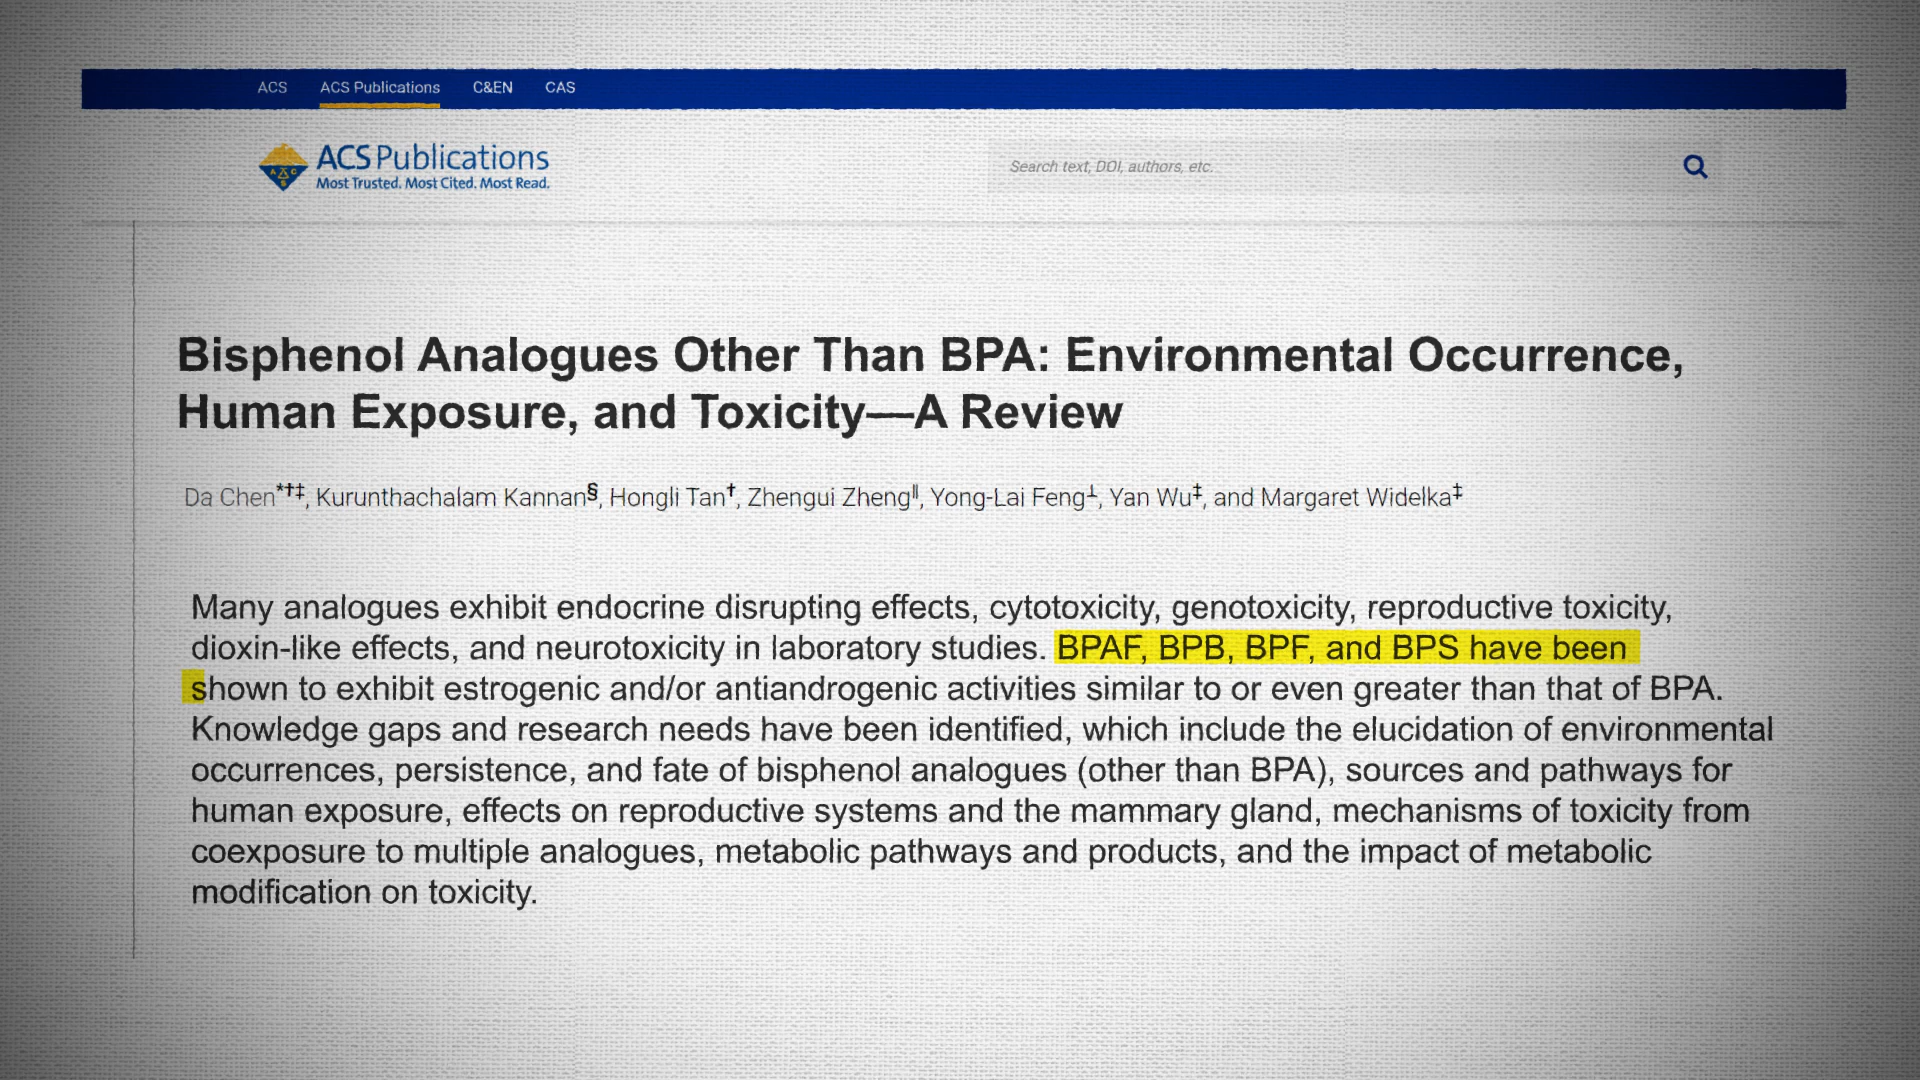 ACS ACS Publications C&EN CAS
ACS Publications
Most Trusted. Most Cited. Most Read.
Search text, DOI, authors, etc.
Bisphenol Analogues Other Than BPA: Environmental Occurrence,
Human Exposure, and Toxicity—A Review
Da Chen*†‡, Kurunthachalam Kannan§, Hongli Tan†, Zhengui Zheng∥, Yong-Lai Feng⊥, Yan Wu‡, and Margaret Widelka‡
Many analogues exhibit endocrine disrupting effects, cytotoxicity, genotoxicity, reproductive toxicity,
dioxin-like effects, and neurotoxicity in laboratory studies. BPAF, BPB, BPF, and BPS have been
shown to exhibit estrogenic and/or antiandrogenic activities similar to or even greater than that of BPA.
Knowledge gaps and research needs have been identified, which include the elucidation of environmental
occurrences, persistence, and fate of bisphenol analogues (other than BPA), sources and pathways for
human exposure, effects on reproductive systems and the mammary gland, mechanisms of toxicity from
coexposure to multiple analogues, metabolic pathways and products, and the impact of metabolic
modification on toxicity.